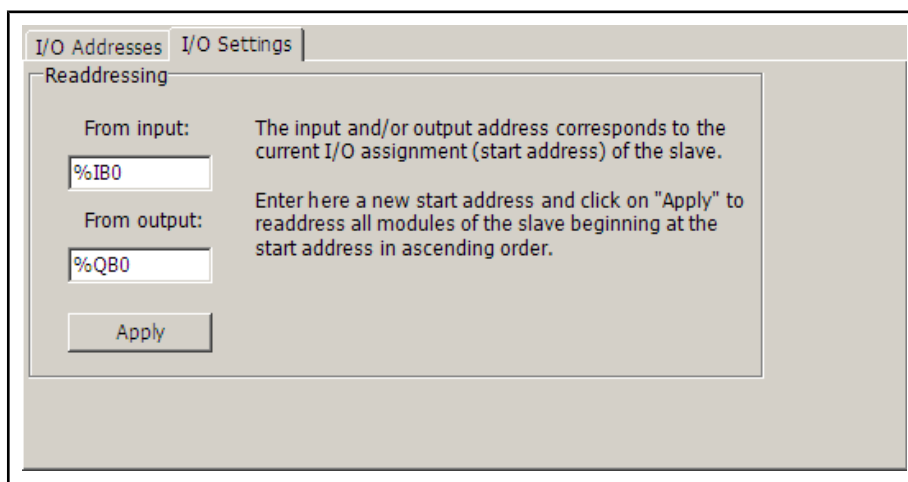 I/O Addresses
I/O Settings
Readdressing
From input:
%IB0
From output:
%QB0
Apply
The input and/or output address corresponds to the
current I/O assignment (start address) of the slave.
Enter here a new start address and click on "Apply" to
readdress all modules of the slave beginning at the
start address in ascending order.